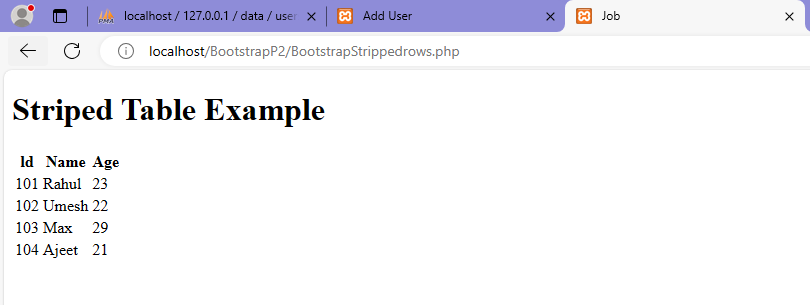 localhost / 127.0.0.1 / data / user
Add User
Job
localhost/BootstrapP2/BootstrapStrippedrows.php
Striped Table Example
ld Name Age
101 Rahul 23
102 Umesh 22
103 Max 29
104 Ajeet 21